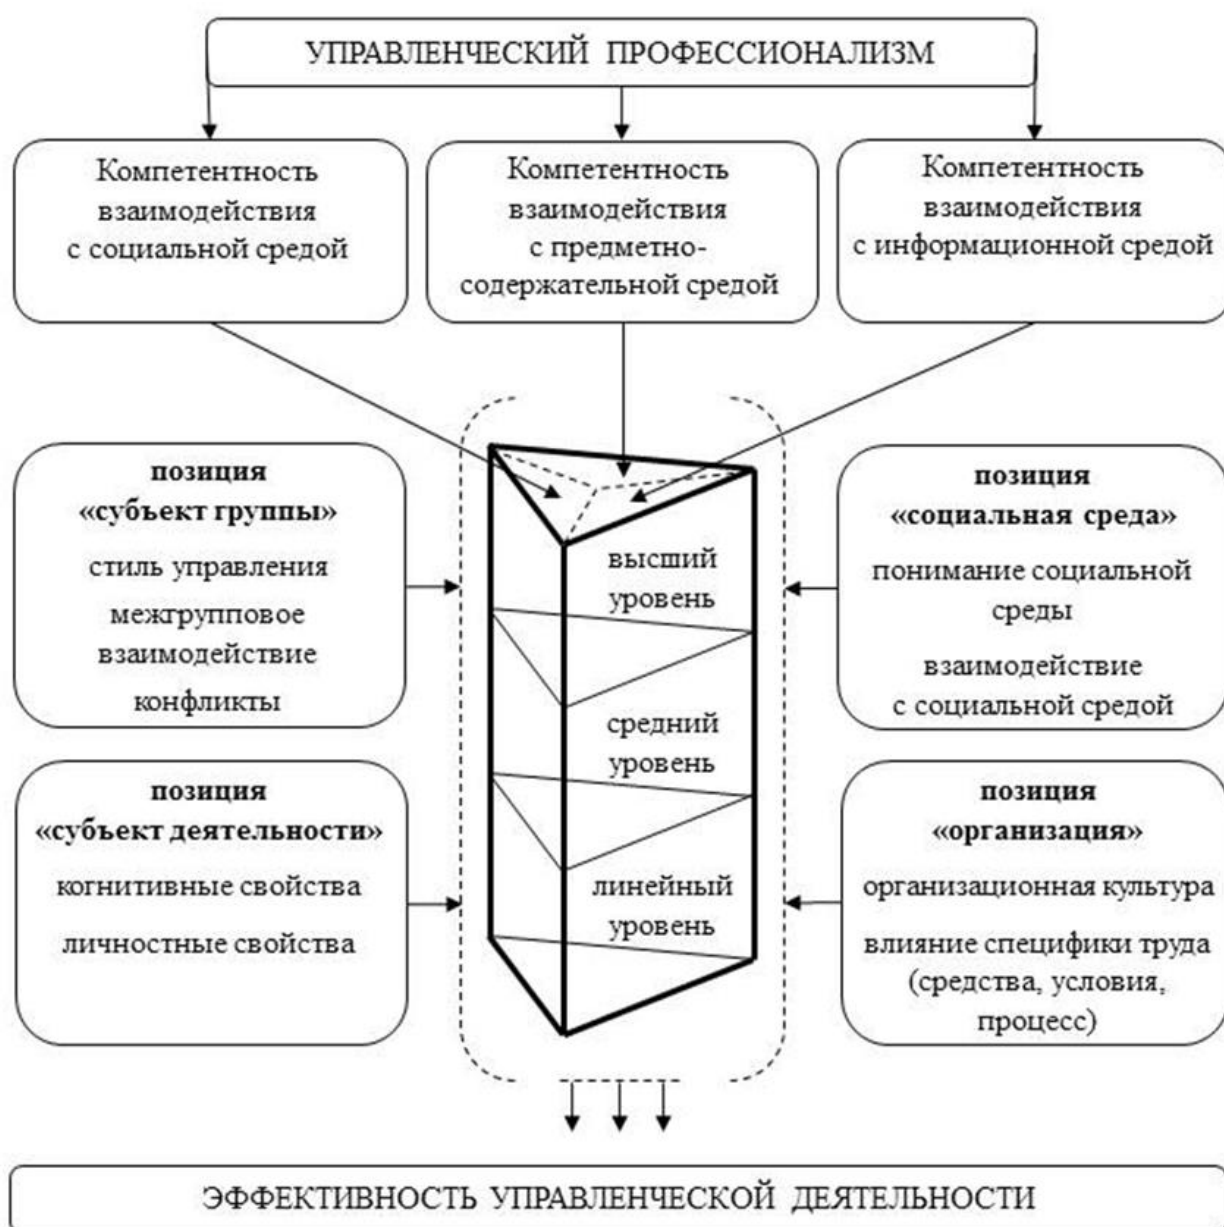 УПРАВЛЕНЧЕСКИЙ ПРОФЕССИОНАЛИЗМ
Компетентность
взаимодействия
с социальной средой
Компетентность
взаимодействия
с предметно-
содержательной средой
Компетентность
взаимодействия
с информационной средой
позиция
«субъект группы»
стиль управления
межгрупповое
взаимодействие
конфликты
высший
уровень
средний
уровень
линейный
уровень
позиция
«социальная среда»
понимание социальной
среды
взаимодействие
с социальной средой
позиция
«субъект деятельности»
когнитивные свойства
личностные свойства
позиция
«организация»
организационная культура
влияние специфики труда
(средства, условия,
процесс)
ЭФФЕКТИВНОСТЬ УПРАВЛЕНЧЕСКОЙ ДЕЯТЕЛЬНОСТИ